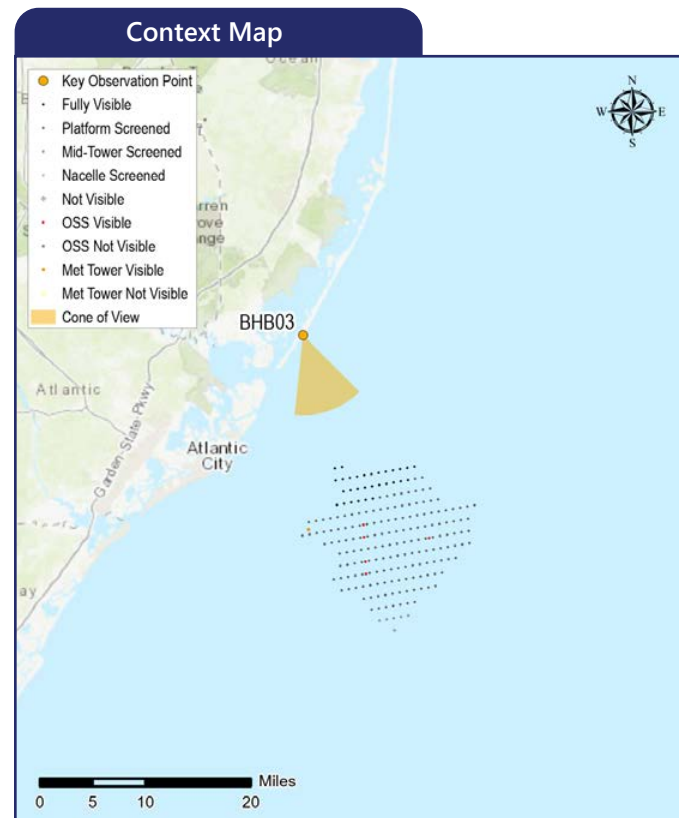 Context Map
Ocean
Key Observation Point
Fully Visible
Platform Screened
Mid-Tower Screened
Nacelle Screened
Not Visible
OSS Visible
OSS Not Visible
Met Tower Visible
Met Tower Not Visible
Cone of View
N
W
E
S
BHB03
Atlantic
Garden State Pkwy
Atlantic
City
Miles
0
5
10
20